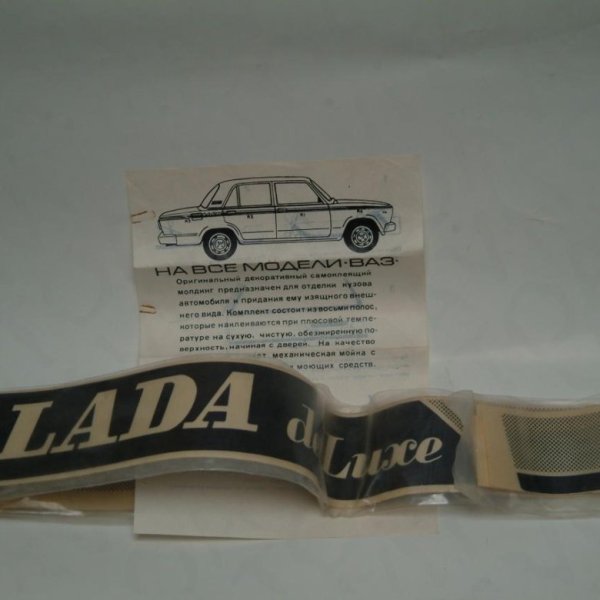 НА ВСЕ МОДЕЛИ·ВАЗ·
Оригинальный декоративный самоклеящий
молдинг предназначен для отделки кузова
автомобиля и придания ему изящного внеш-
него вида. Комплект состоит из восьми полос,
которые наклеиваются при плюсовой темпе-
ратуре на сухую, чистую, обезжиренную по-
верхность, начиная с дверей. На качество
механическая мойка с
моющих средств.
LADA de Luxe